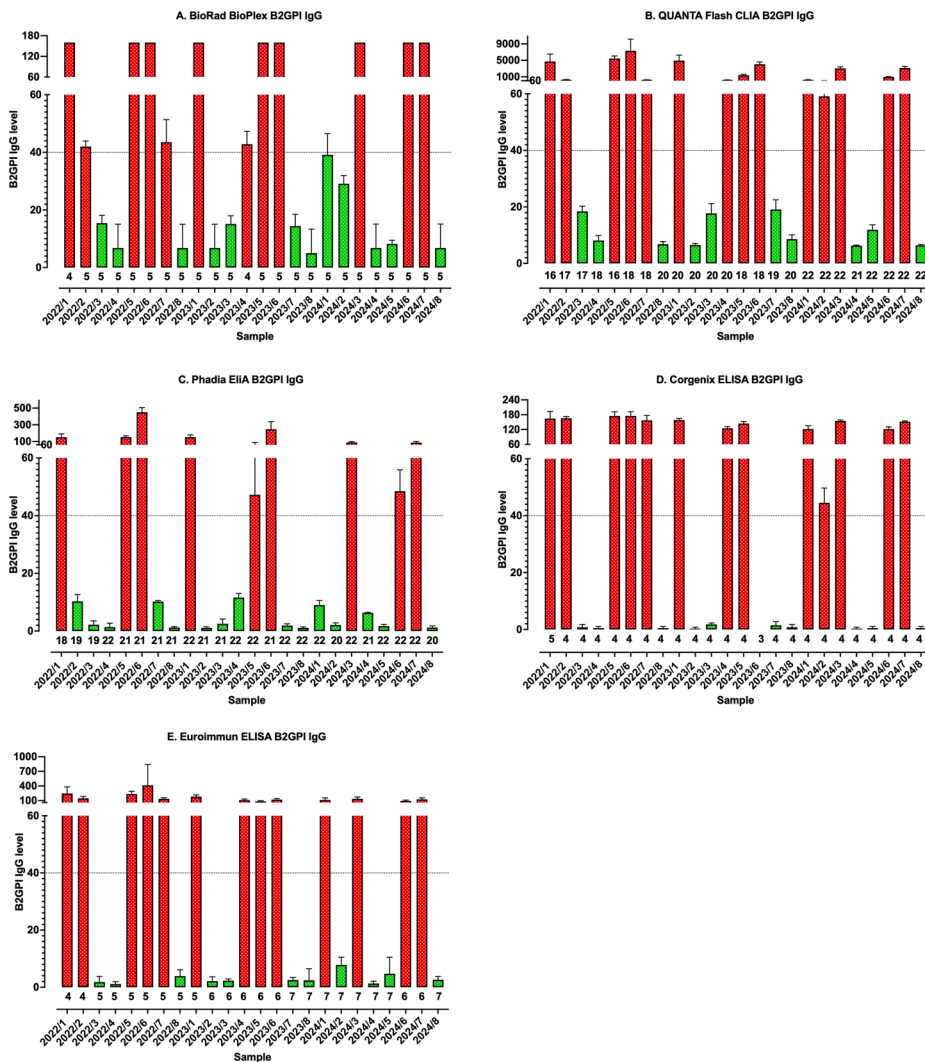 A. BioRad BioPlex B2GPI IgG
180
140
100
60
60
40
20
0
B2GPI IgG level
4 5 5 5 5 5 5 5 5 5 5 4 5 5 5 5 5 5 5 5 5 5 5 5
2022/1 2022/2 2022/3 2022/4 2022/5 2022/6 2022/7 2022/8 2023/1 2023/2 2023/3 2023/4 2023/5 2023/6 2023/7 2023/8 2024/1 2024/2 2024/3 2024/4 2024/5 2024/6 2024/7 2024/8
Sample
B. QUANTA Flash CLIA B2GPI IgG
9000
5000
1000
60
60
40
20
0
B2GPI IgG level
16 17 17 18 16 18 18 20 20 20 20 20 18 18 19 20 22 22 22 21 22 22 22 22
2022/1 2022/2 2022/3 2022/4 2022/5 2022/6 2022/7 2022/8 2023/1 2023/2 2023/3 2023/4 2023/5 2023/6 2023/7 2023/8 2024/1 2024/2 2024/3 2024/4 2024/5 2024/6 2024/7 2024/8
Sample
C. Phadia EliA B2GPI IgG
500
300
100
60
60
40
20
0
B2GPI IgG level
18 19 19 22 21 21 21 21 22 21 21 22 22 21 22 22 22 20 22 21 22 22 22 20
2022/1 2022/2 2022/3 2022/4 2022/5 2022/6 2022/7 2022/8 2023/1 2023/2 2023/3 2023/4 2023/5 2023/6 2023/7 2023/8 2024/1 2024/2 2024/3 2024/4 2024/5 2024/6 2024/7 2024/8
Sample
D. Corgenix ELISA B2GPI IgG
240
180
120
60
60
40
20
0
B2GPI IgG level
5 4 4 4 4 4 4 4 4 4 4 4 4 3 4 4 4 4 4 4 4 4 4 4
2022/1 2022/2 2022/3 2022/4 2022/5 2022/6 2022/7 2022/8 2023/1 2023/2 2023/3 2023/4 2023/5 2023/6 2023/7 2023/8 2024/1 2024/2 2024/3 2024/4 2024/5 2024/6 2024/7 2024/8
Sample
E. Euroimmun ELISA B2GPI IgG
1000
700
400
100
60
40
20
0
B2GPI IgG level
4 4 5 5 5 5 5 5 5 6 6 6 6 6 7 7 7 7 7 7 7 6 6 7
2022/1 2022/2 2022/3 2022/4 2022/5 2022/6 2022/7 2022/8 2023/1 2023/2 2023/3 2023/4 2023/5 2023/6 2023/7 2023/8 2024/1 2024/2 2024/3 2024/4 2024/5 2024/6 2024/7 2024/8
Sample